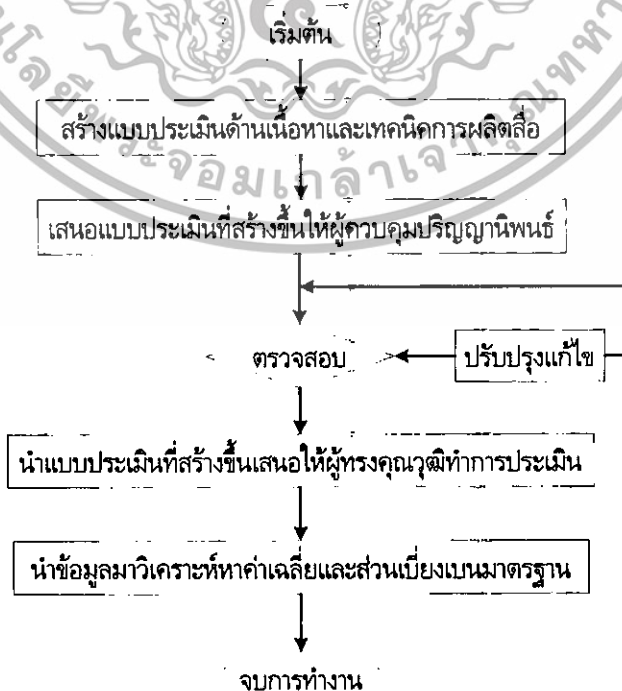 เริ่มต้น
สร้างแบบประเมินด้านเนื้อหาและเทคนิคการผลิตสื่อ
เสนอแบบประเมินที่สร้างขึ้นให้ผู้ควบคุมปริญญานิพนธ์
ตรวจสอบ
ปรับปรุงแก้ไข
นำแบบประเมินที่สร้างขึ้นเสนอให้ผู้ทรงคุณวุฒิทำการประเมิน
นำข้อมูลมาวิเคราะห์หาค่าเฉลี่ยและส่วนเบี่ยงเบนมาตรฐาน
จบการทำงาน